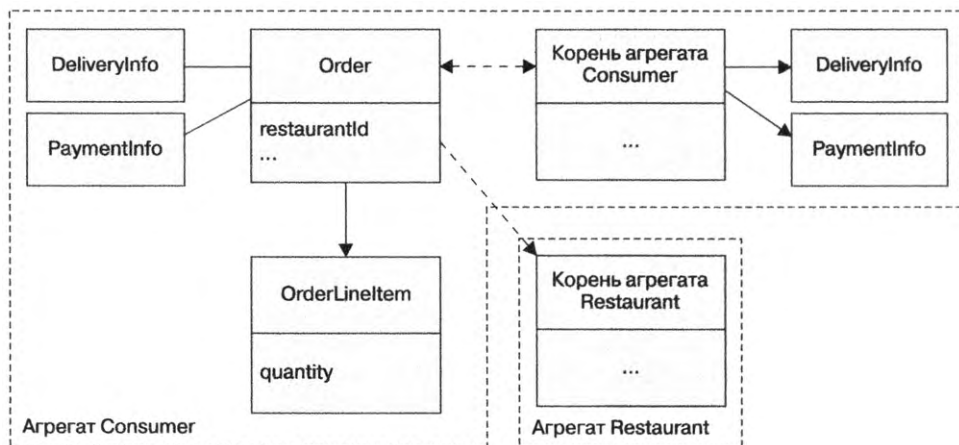 DeliveryInfo
PaymentInfo
Order
restaurantId
...
Корень агрегата
Consumer
...
DeliveryInfo
PaymentInfo
OrderLineItem
quantity
Корень агрегата
Restaurant
...
Агрегат Consumer
Агрегат Restaurant